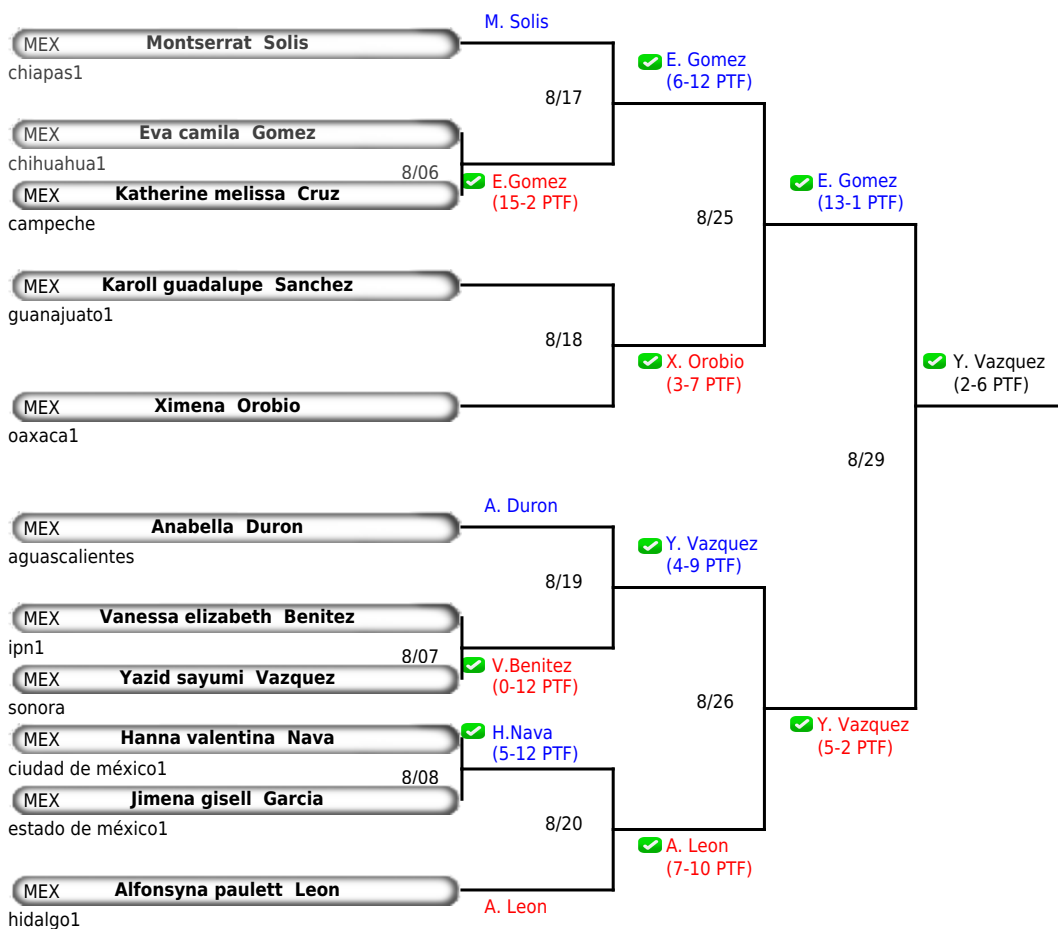 M. Solis
MEX Montserrat Solis
chiapas1
E. Gomez
(6-12 PTF)
8/17
MEX Eva camila Gomez
chihuahua1
8/06
E.Gomez
(15-2 PTF)
MEX Katherine melissa Cruz
campeche
E. Gomez
(13-1 PTF)
8/25
MEX Karoll guadalupe Sanchez
guanajuato1
8/18
X. Orobio
(3-7 PTF)
MEX Ximena Orobio
oaxaca1
Y. Vazquez
(2-6 PTF)
8/29
A. Duron
MEX Anabella Duron
aguascalientes
Y. Vazquez
(4-9 PTF)
8/19
MEX Vanessa elizabeth Benitez
ipn1
8/07
V.Benitez
(0-12 PTF)
MEX Yazid sayumi Vazquez
sonora
8/26
Y. Vazquez
(5-2 PTF)
MEX Hanna valentina Nava
ciudad de méxico1
H.Nava
(5-12 PTF)
8/08
MEX Jimena gisell Garcia
estado de méxico1
8/20
A. Leon
(7-10 PTF)
MEX Alfonsyna paulett Leon
hidalgo1
A. Leon